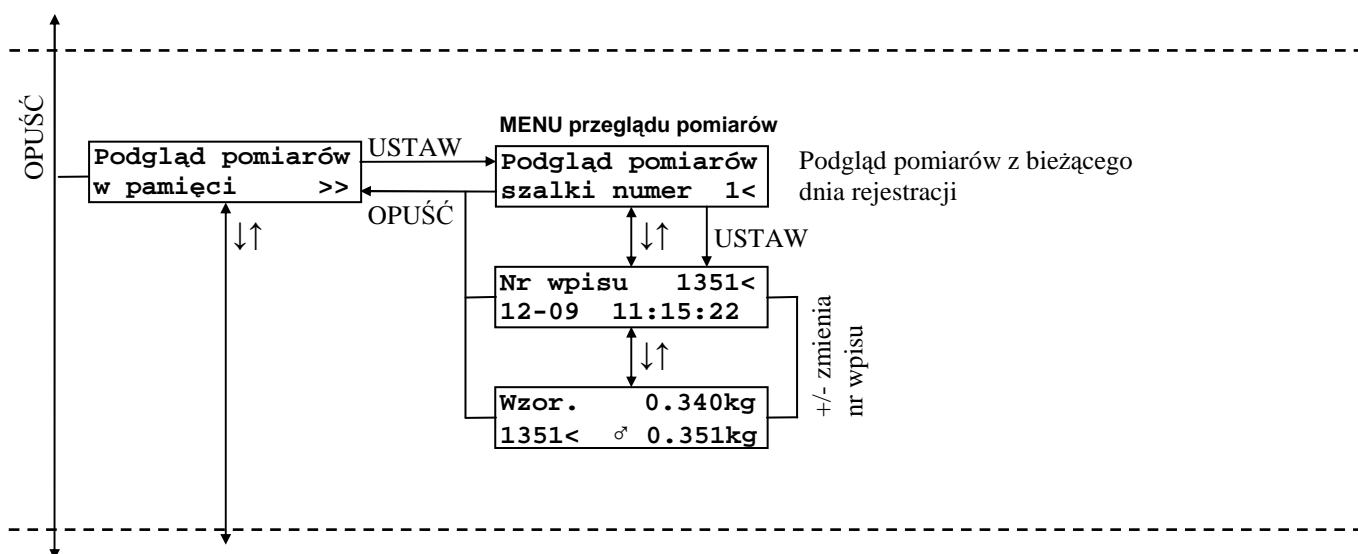 OPUŚĆ
MENU przeglądu pomiarów
Podgląd pomiarów
w pamięci >>
USTAW
OPUŚĆ
Podgląd pomiarów
szalki numer 1<
Podgląd pomiarów z bieżącego
dnia rejestracji
↓↑
↓↑
USTAW
Nr wpisu 1351<
12-09 11:15:22
↓↑
+/- zmienia
nr wpisu
Wzor. 0.340kg
1351< ♂ 0.351kg